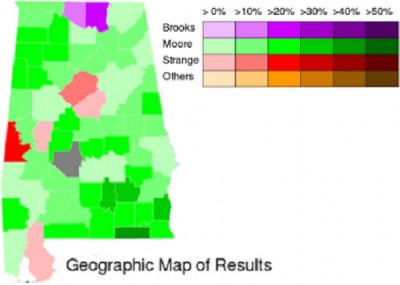 > 0% >10% >20% >30% >40% >50%
Brooks
Moore
Strange
Others
Geographic Map of Results